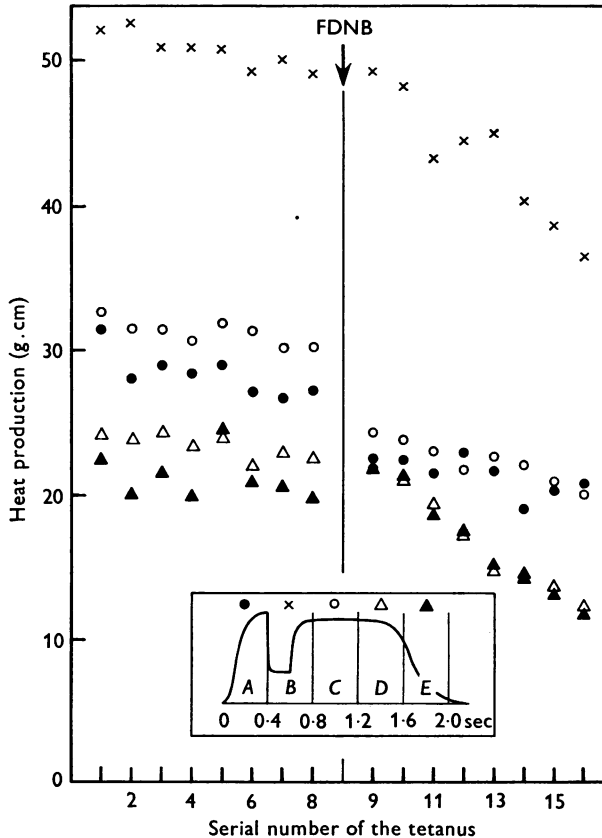 FDNB
50
40
30
20
10
0
Heat production (g.cm)
A B C D E
0 0·4 0·8 1·2 1·6 2·0 sec
2 4 6 8 9 11 13 15
Serial number of the tetanus